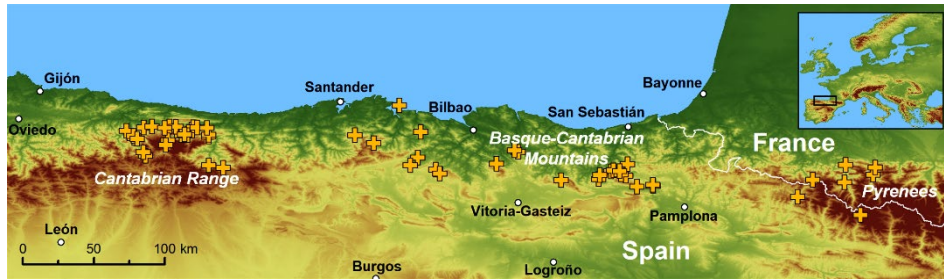 Gijón
Santander
Bayonne
Oviedo
Bilbao
San Sebastián
Basque-Cantabrian
Mountains
France
Cantabrian Range
Pyrenees
Vitoria-Gasteiz
Pamplona
León
Spain
0 50 100 km
Burgos
Logroño